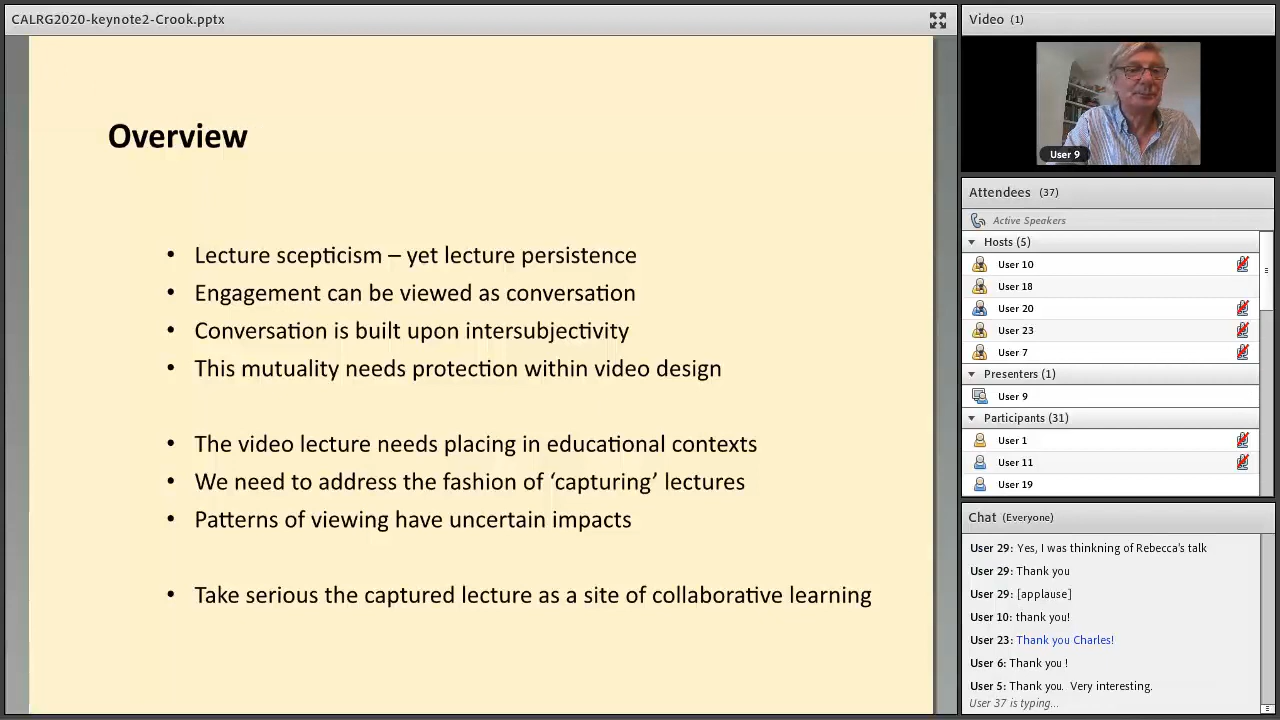 CALRG2020-keynote2-Crook.pptx
Overview
• Lecture scepticism – yet lecture persistence
• Engagement can be viewed as conversation
• Conversation is built upon intersubjectivity
• This mutuality needs protection within video design
• The video lecture needs placing in educational contexts
• We need to address the fashion of ‘capturing’ lectures
• Patterns of viewing have uncertain impacts
• Take serious the captured lecture as a site of collaborative learning
Video (1)
User 9
Attendees (37)
Active Speakers
Hosts (5)
User 10
User 18
User 20
User 23
User 7
Presenters (1)
User 9
Participants (31)
User 1
User 11
User 19
Chat (Everyone)
User 29: Yes, I was thinkning of Rebecca's talk
User 29: Thank you
User 29: [applause]
User 10: thank you!
User 23: Thank you Charles!
User 6: Thank you !
User 5: Thank you. Very interesting.
User 37 is typing...